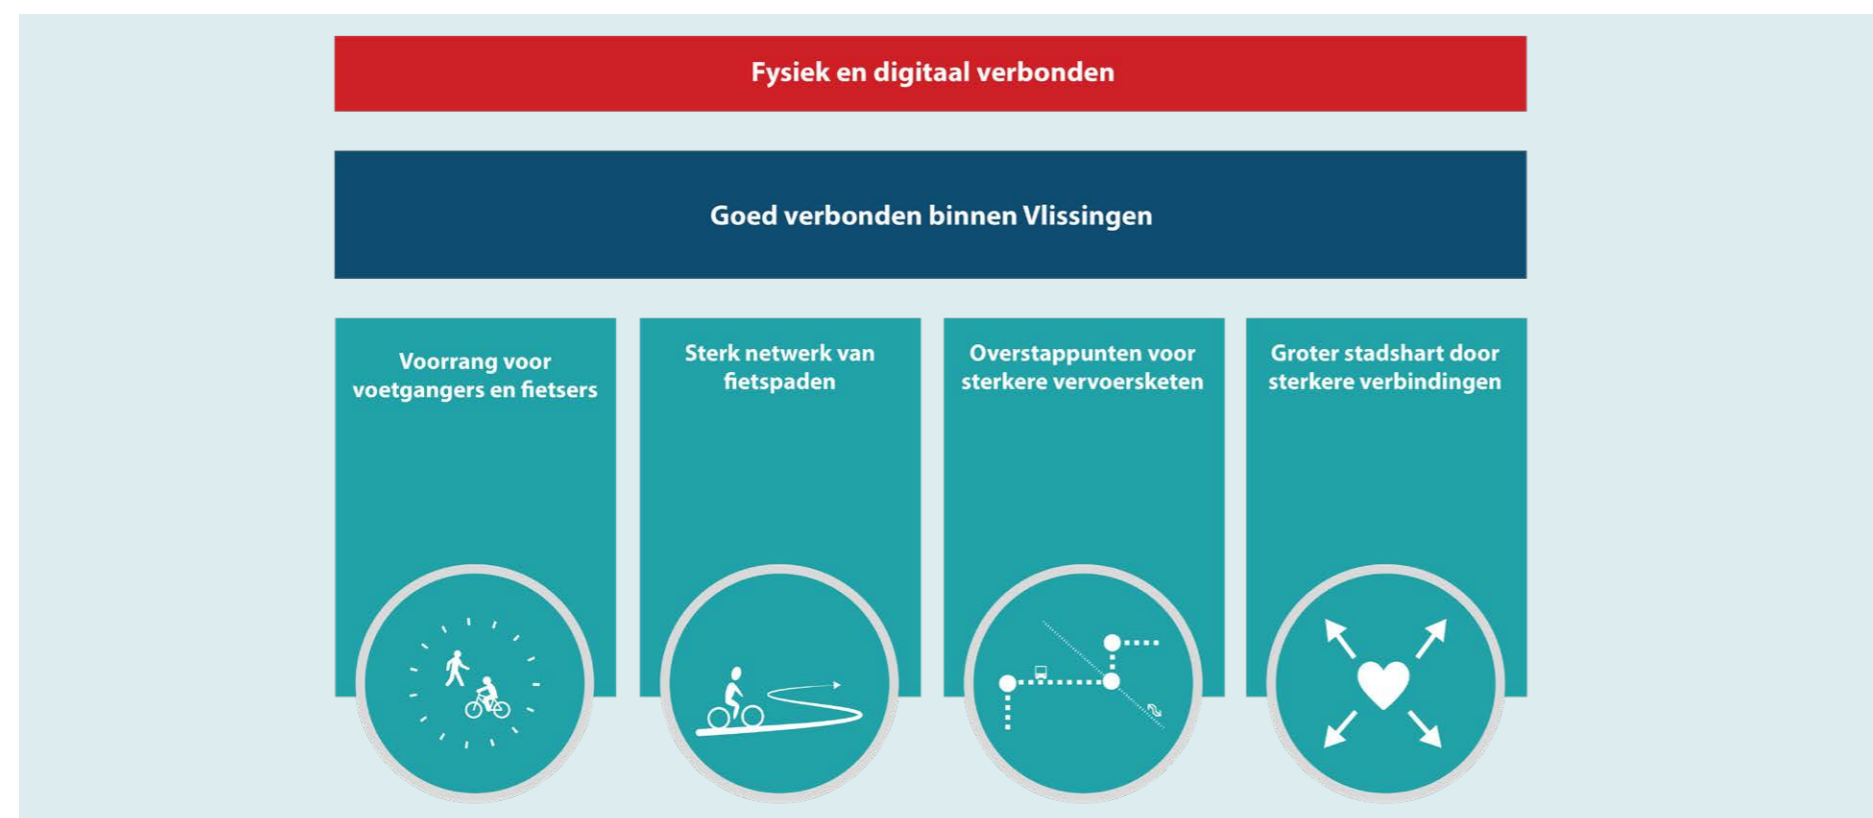 Fysiek en digitaal verbonden
Goed verbonden binnen Vlissingen
Voorrang voor
voetgangers en fietsers
Sterk netwerk van
fietspaden
Overstappunten voor
sterkere vervoersketen
Groter stadshart door
sterkere verbindingen